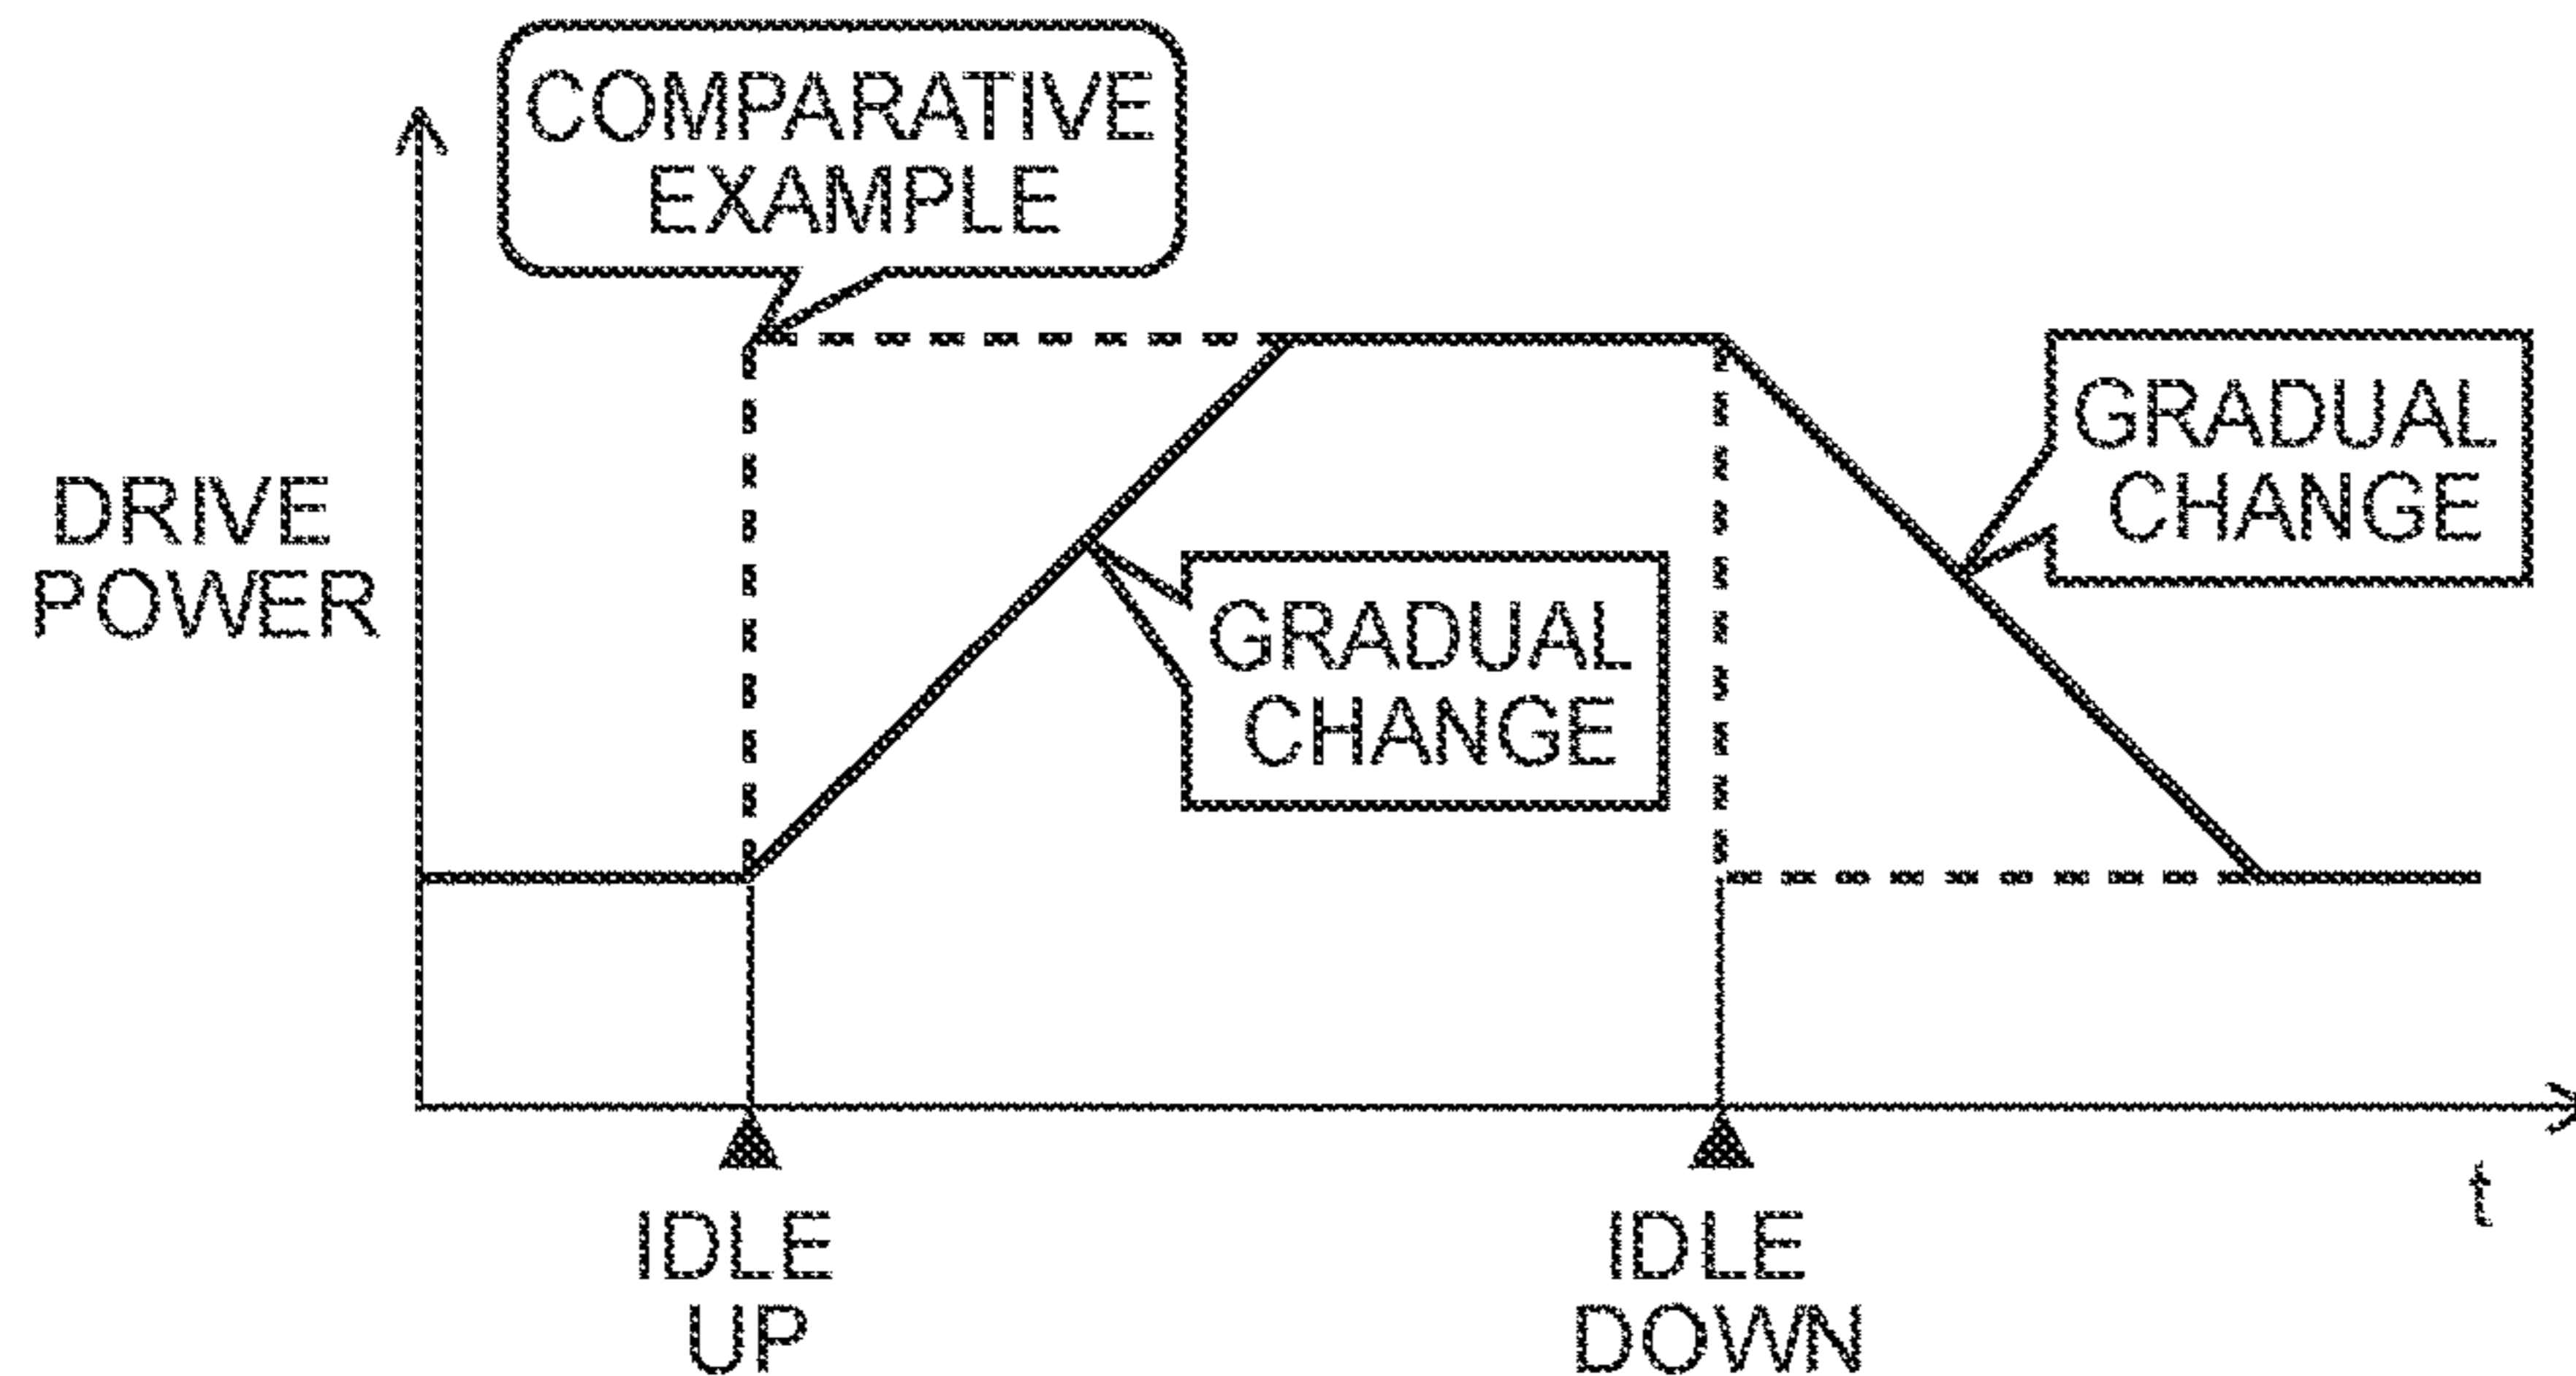 COMPARATIVE
EXAMPLE
DRIVE
POWER
GRADUAL
CHANGE
GRADUAL
CHANGE
t
IDLE
UP
IDLE
DOWN